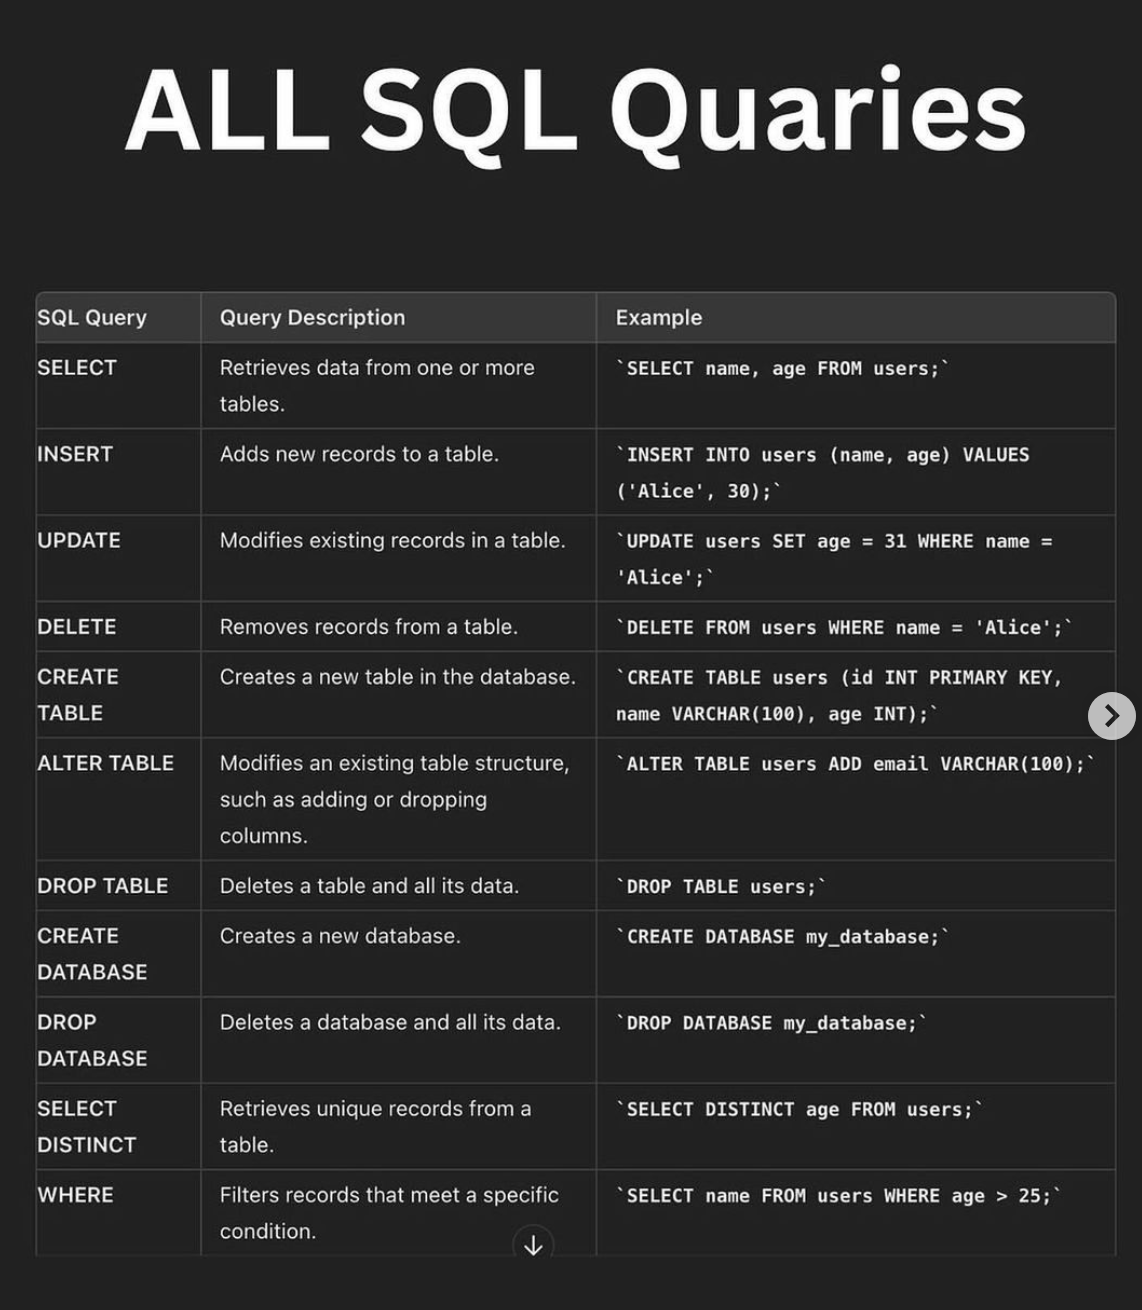 ALL SQL Quaries
SQL Query
Query Description
Example
SELECT
Retrieves data from one or more
tables.
`SELECT name, age FROM users;`
INSERT
Adds new records to a table.
`INSERT INTO users (name, age) VALUES
('Alice', 30);`
UPDATE
Modifies existing records in a table.
`UPDATE users SET age = 31 WHERE name =
'Alice';`
DELETE
Removes records from a table.
`DELETE FROM users WHERE name = 'Alice';`
CREATE
TABLE
Creates a new table in the database.
`CREATE TABLE users (id INT PRIMARY KEY,
name VARCHAR(100), age INT);`
ALTER TABLE
Modifies an existing table structure,
such as adding or dropping
columns.
`ALTER TABLE users ADD email VARCHAR(100);`
DROP TABLE
Deletes a table and all its data.
`DROP TABLE users;`
CREATE
DATABASE
Creates a new database.
`CREATE DATABASE my_database;`
DROP
DATABASE
Deletes a database and all its data.
`DROP DATABASE my_database;`
SELECT
DISTINCT
Retrieves unique records from a
table.
`SELECT DISTINCT age FROM users;`
WHERE
Filters records that meet a specific
condition.
`SELECT name FROM users WHERE age > 25;`